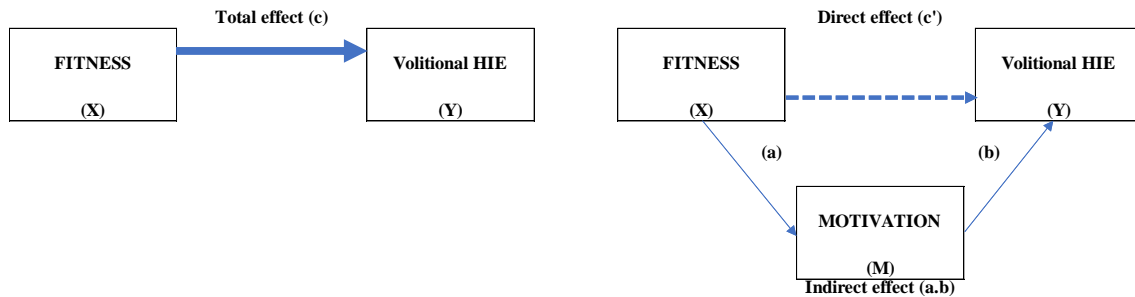 Total effect (c)
FITNESS
(X)
Volitional HIE
(Y)
Direct effect (c')
FITNESS
(X)
Volitional HIE
(Y)
(a)
(b)
MOTIVATION
(M)
Indirect effect (a.b)